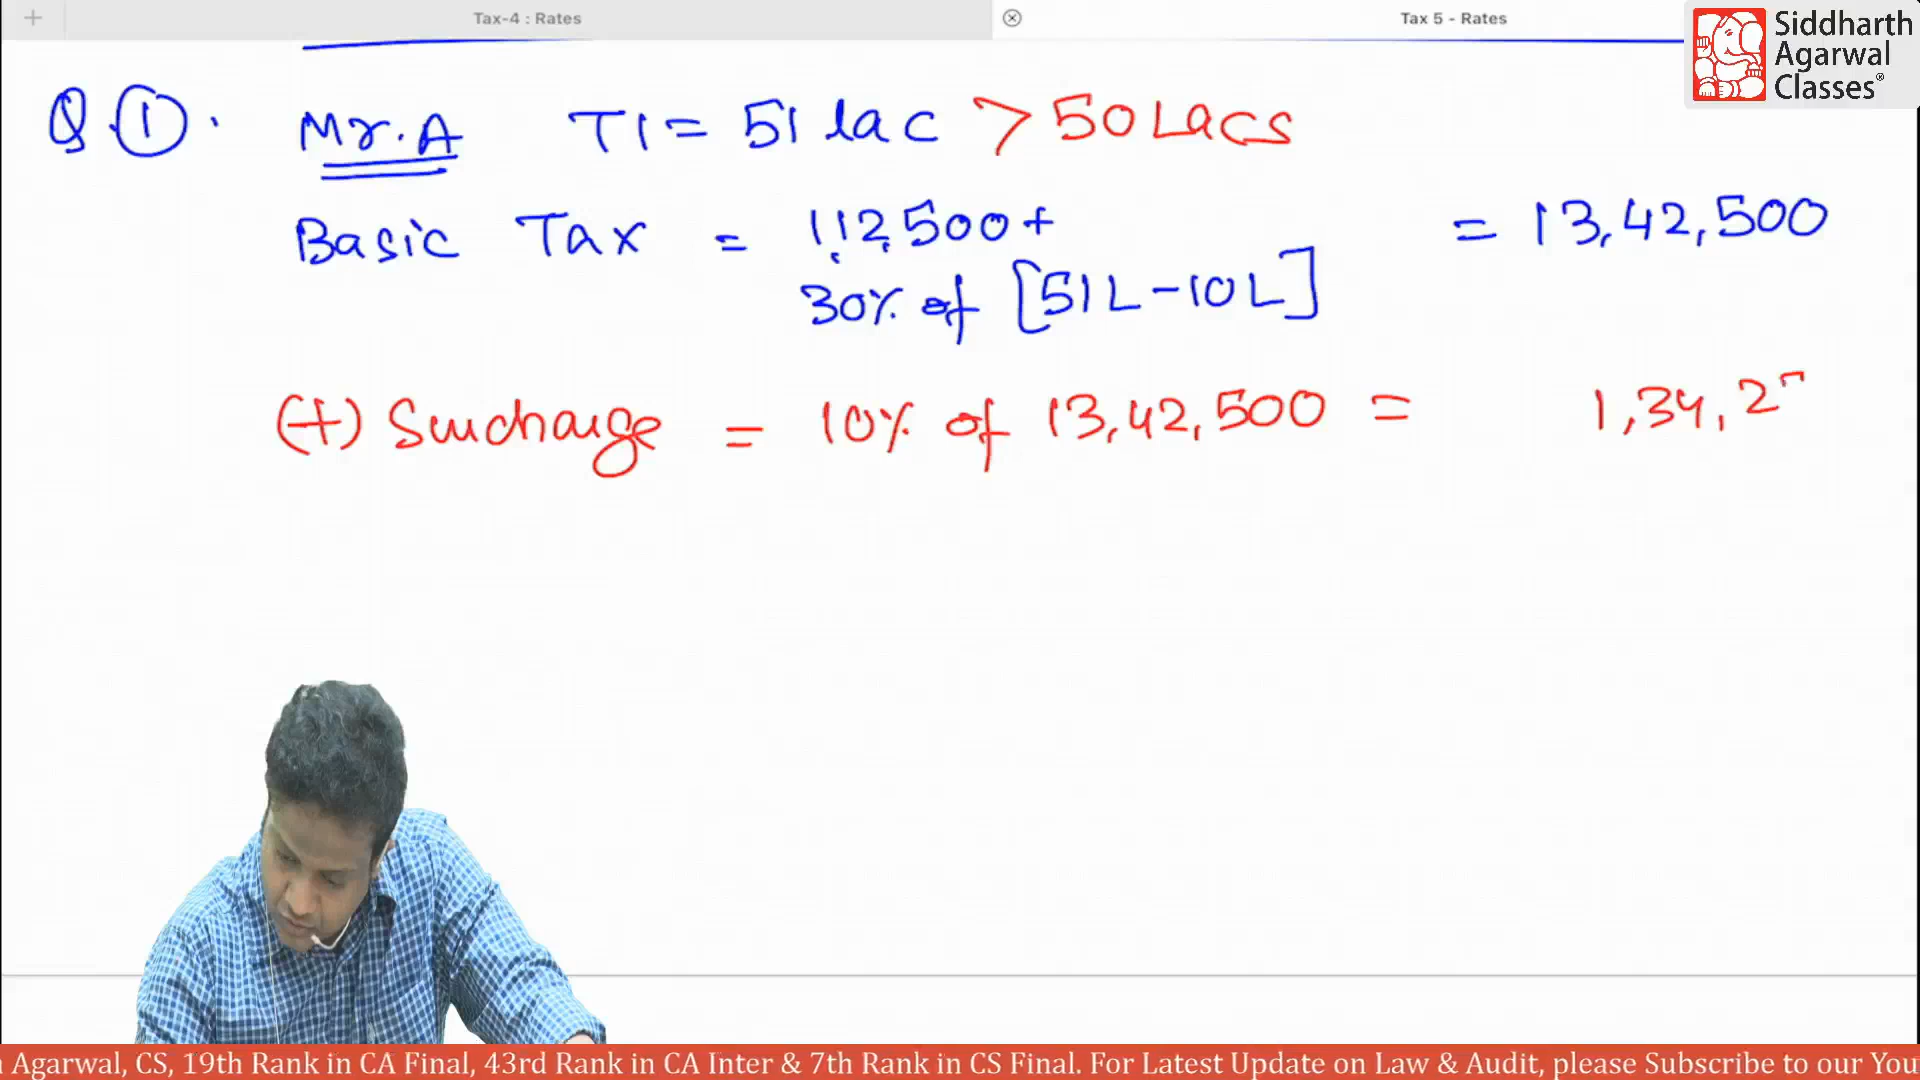 Tax-4 : Rates
Tax 5 - Rates
Siddharth
Agarwal
Classes®
Q.① . Mr. A TI = 51 lac > 50 Lacs
Basic Tax = 1,12,500 + = 13,42,500
30% of [51L-10L]
(+) Surcharge = 10% of 13,42,500 = 1,34,2
Agarwal, CS, 19th Rank in CA Final, 43rd Rank in CA Inter & 7th Rank in CS Final. For Latest Update on Law & Audit, please Subscribe to our You